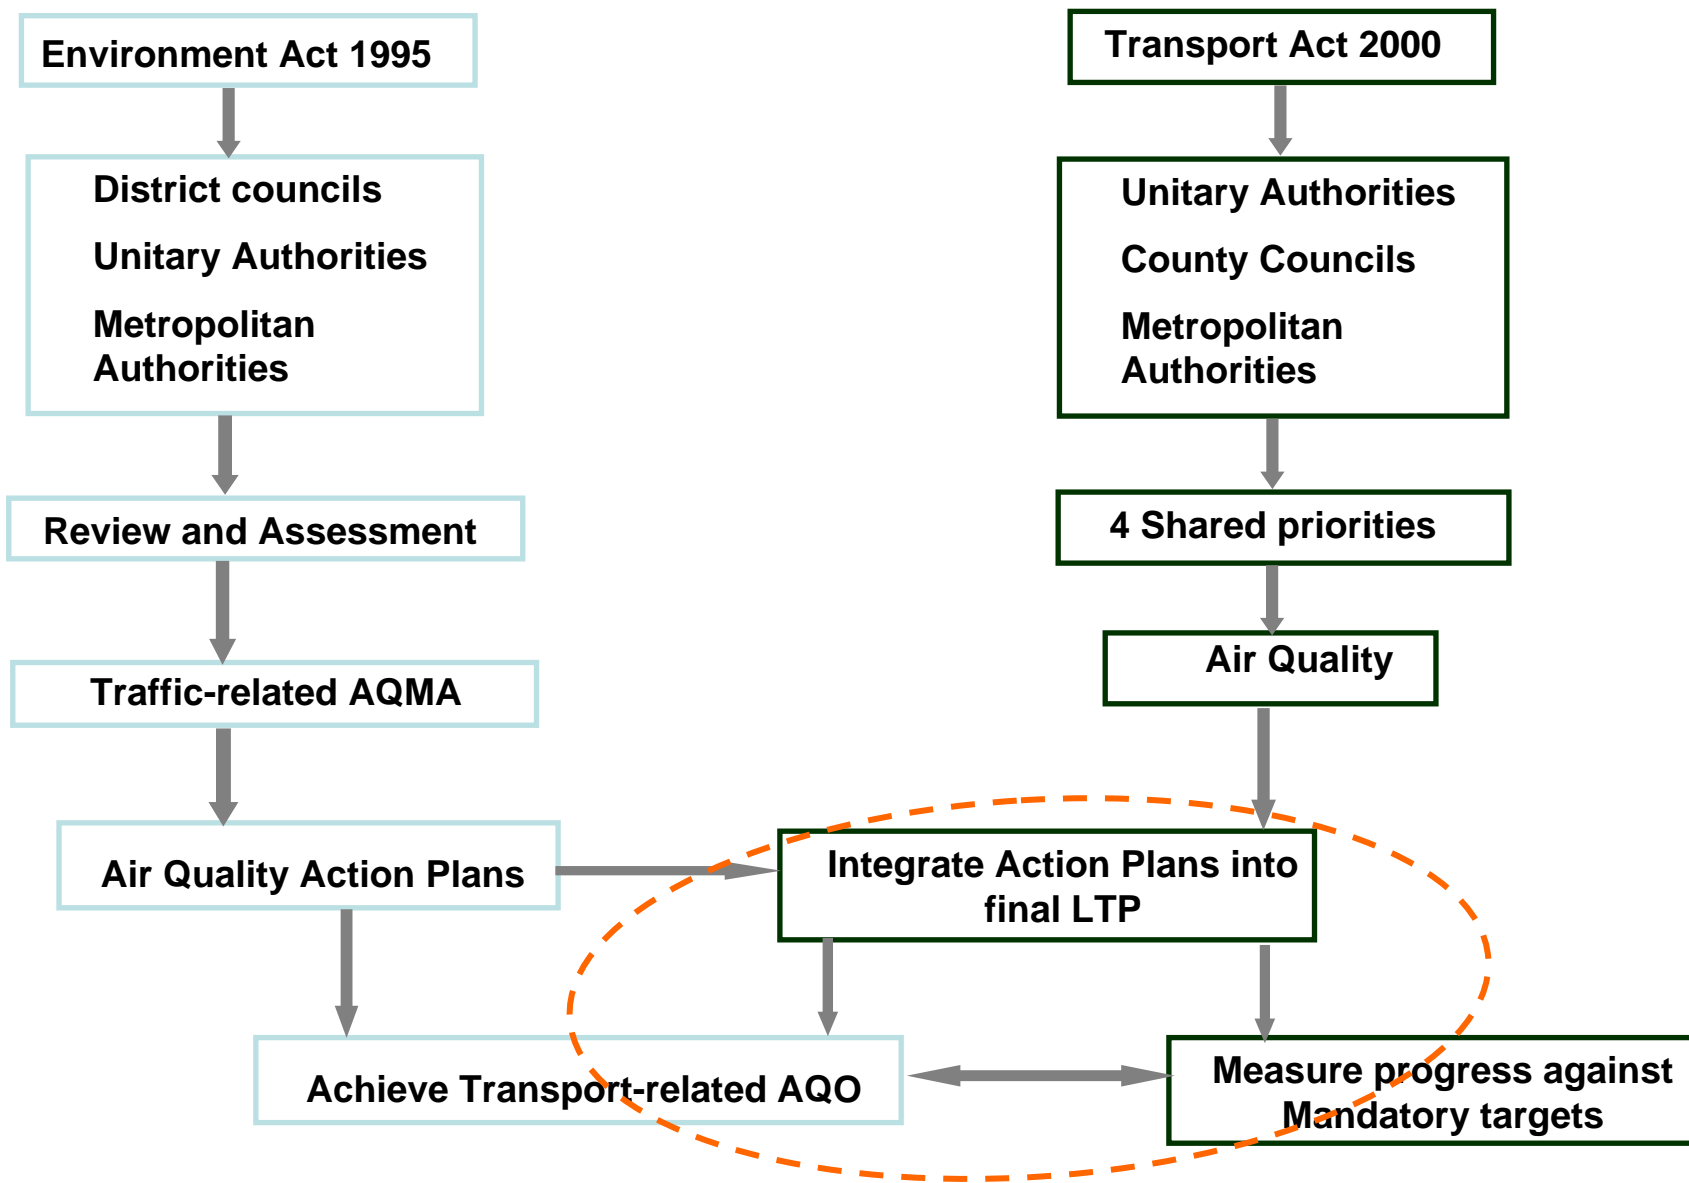 Environment Act 1995
Transport Act 2000
District councils
Unitary Authorities
Metropolitan
Authorities
Unitary Authorities
County Councils
Metropolitan
Authorities
Review and Assessment
4 Shared priorities
Traffic-related AQMA
Air Quality
Air Quality Action Plans
Integrate Action Plans into
final LTP
Achieve Transport-related AQO
Measure progress against
Mandatory targets